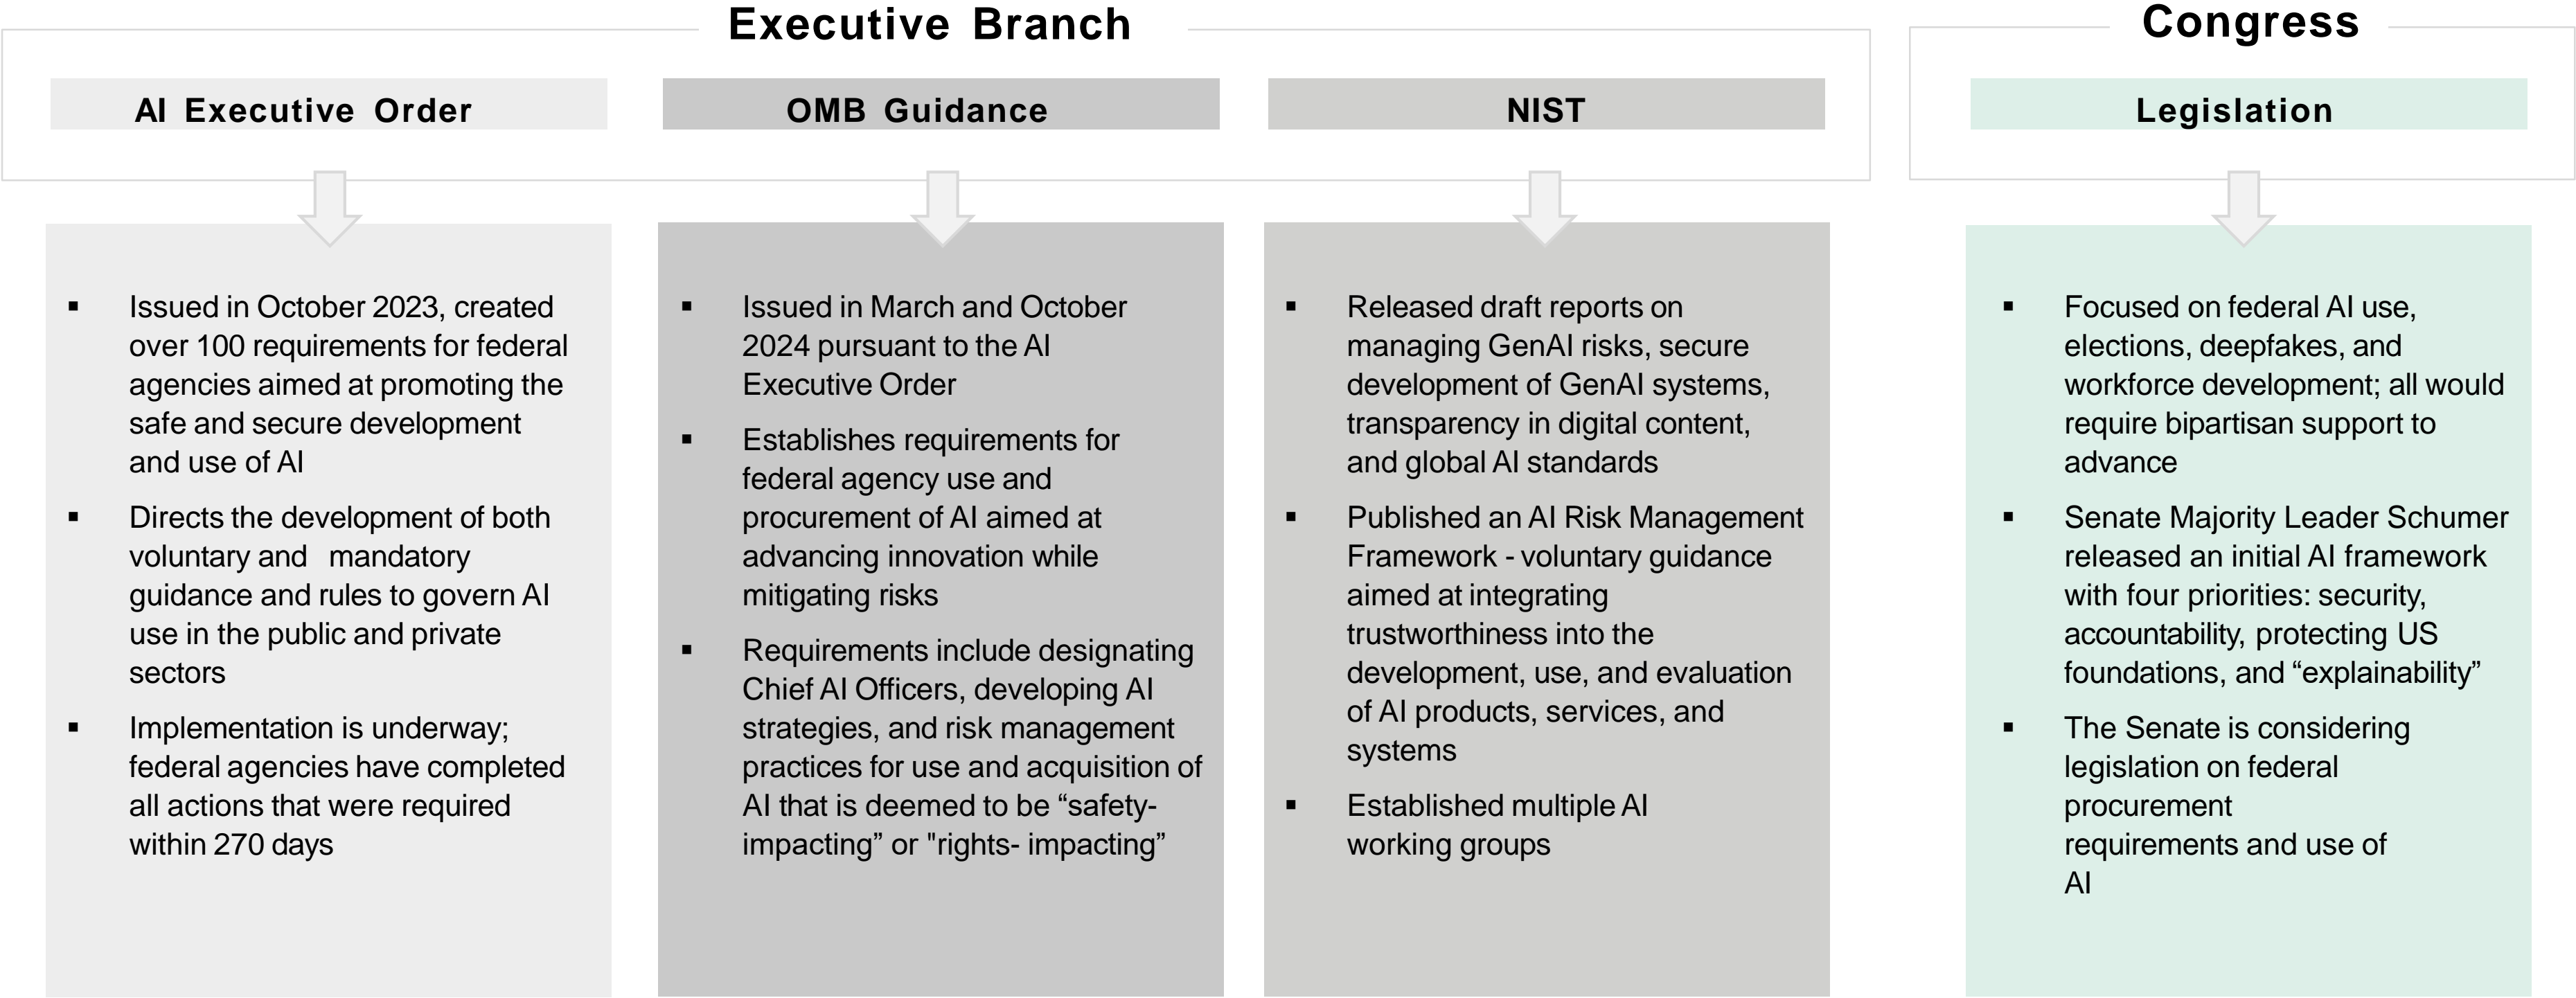 Executive Branch
AI Executive Order
▪ Issued in October 2023, created
over 100 requirements for federal
agencies aimed at promoting the
safe and secure development
and use of AI
▪ Directs the development of both
voluntary and mandatory
guidance and rules to govern AI
use in the public and private
sectors
▪ Implementation is underway;
federal agencies have completed
all actions that were required
within 270 days
OMB Guidance
▪ Issued in March and October
2024 pursuant to the AI
Executive Order
▪ Establishes requirements for
federal agency use and
procurement of AI aimed at
advancing innovation while
mitigating risks
▪ Requirements include designating
Chief AI Officers, developing AI
strategies, and risk management
practices for use and acquisition of
AI that is deemed to be “safety-
impacting” or "rights- impacting”
NIST
▪ Released draft reports on
managing GenAI risks, secure
development of GenAI systems,
transparency in digital content,
and global AI standards
▪ Published an AI Risk Management
Framework - voluntary guidance
aimed at integrating
trustworthiness into the
development, use, and evaluation
of AI products, services, and
systems
▪ Established multiple AI
working groups
Congress
Legislation
▪ Focused on federal AI use,
elections, deepfakes, and
workforce development; all would
require bipartisan support to
advance
▪ Senate Majority Leader Schumer
released an initial AI framework
with four priorities: security,
accountability, protecting US
foundations, and “explainability”
▪ The Senate is considering
legislation on federal
procurement
requirements and use of
AI